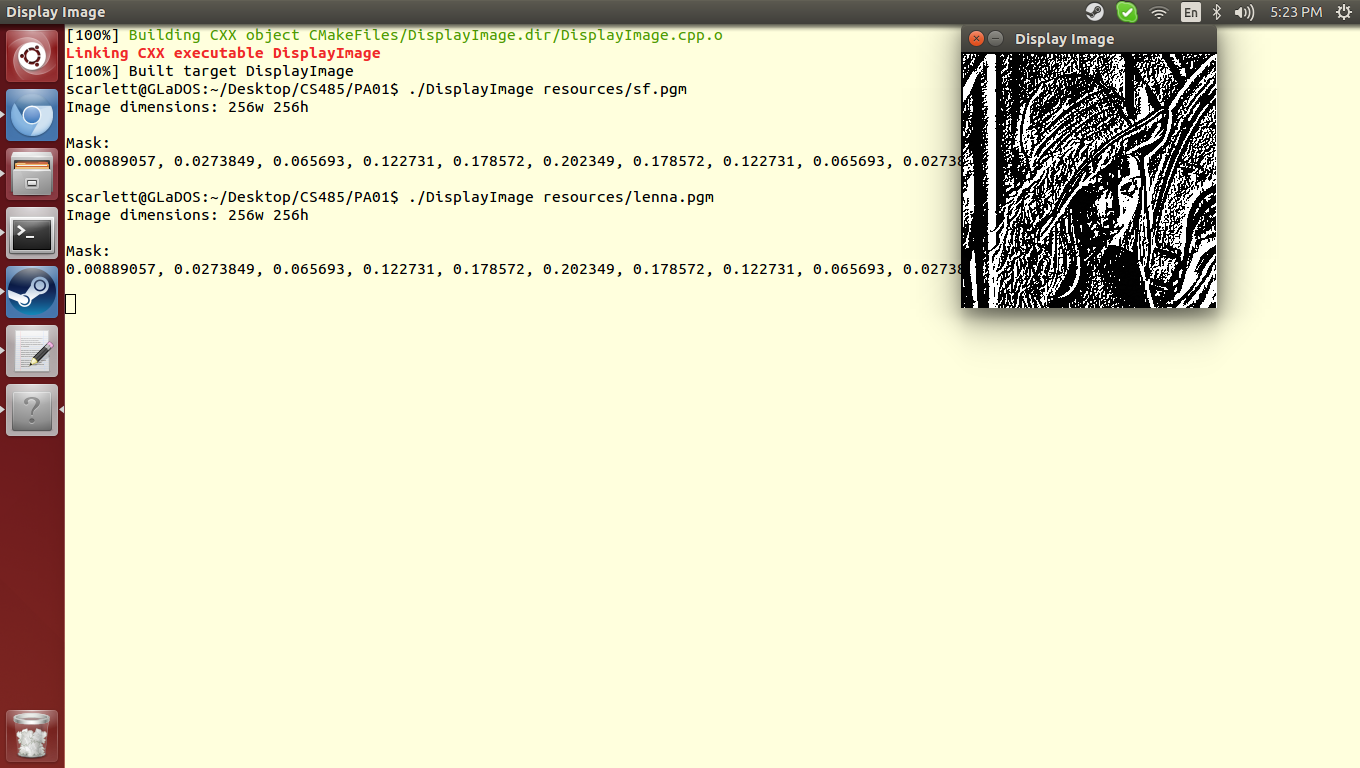 Display Image
En
5:23 PM
[100%] Building CXX object CMakeFiles/DisplayImage.dir/DisplayImage.cpp.o
Linking CXX executable DisplayImage
[100%] Built target DisplayImage
scarlett@GLaDOS:~/Desktop/CS485/PA01$ ./DisplayImage resources/sf.pgm
Image dimensions: 256w 256h
Mask:
0.00889057, 0.0273849, 0.065693, 0.122731, 0.178572, 0.202349, 0.178572, 0.122731, 0.065693, 0.02738
scarlett@GLaDOS:~/Desktop/CS485/PA01$ ./DisplayImage resources/lenna.pgm
Image dimensions: 256w 256h
Mask:
0.00889057, 0.0273849, 0.065693, 0.122731, 0.178572, 0.202349, 0.178572, 0.122731, 0.065693, 0.02738
Display Image